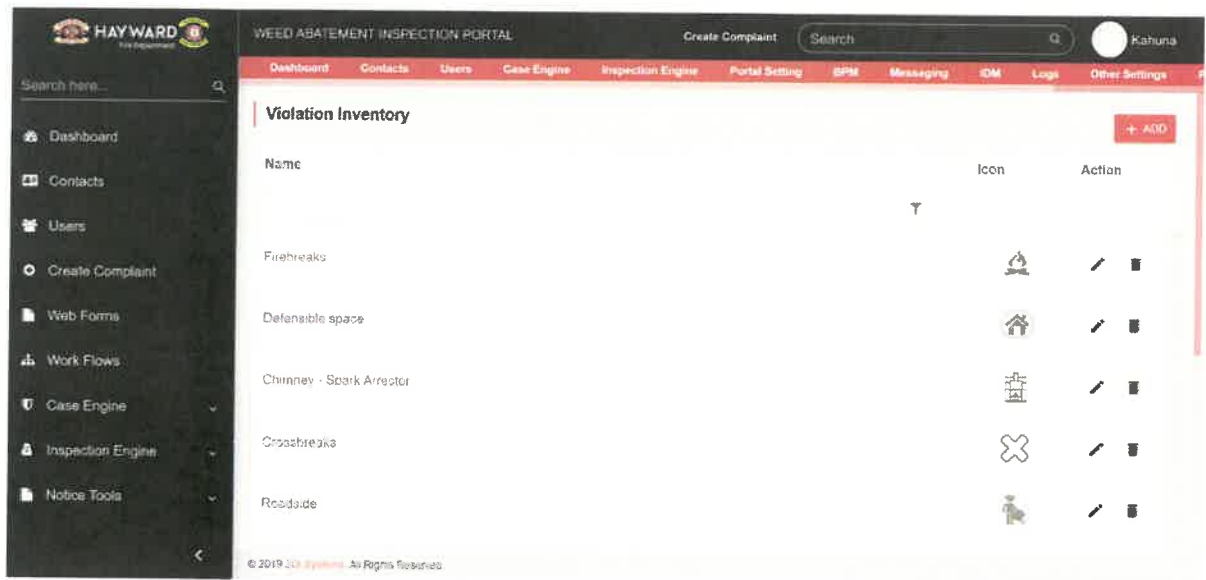 HAYWARD
Fire Department
WEED ABATEMENT INSPECTION PORTAL
Create Complaint
Search
Kahuna
Search here...
Dashboard
Contacts
Users
Case Engine
Inspection Engine
Portal Setting
BPM
Messaging
IDM
Logs
Other Settings
Dashboard
Contacts
Users
Create Complaint
Web Forms
Work Flows
Case Engine
Inspection Engine
Notice Tools
Violation Inventory
+ ADD
Name
Icon
Action
Firebreaks
Defensible space
Chimney - Spark Arrestor
Crossbreaks
Roadside
© 2019
All Rights Reserved